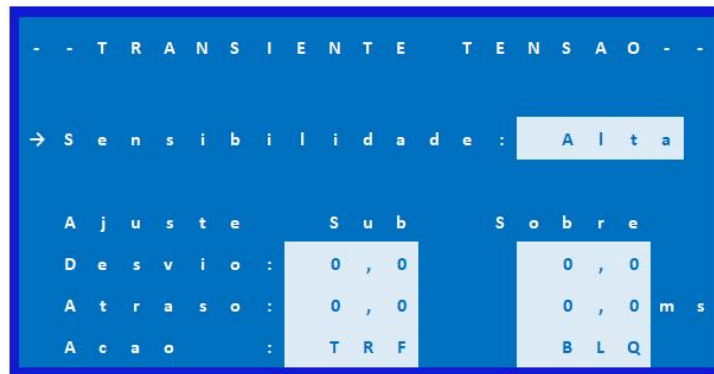 --TRANSIENTE TENSAO--
→Sensibilidade: Alta
Ajuste Sub Sobre
Desvio: 0,0 0,0
Atraso: 0,0 0,0ms
Acao : TRF BLQ